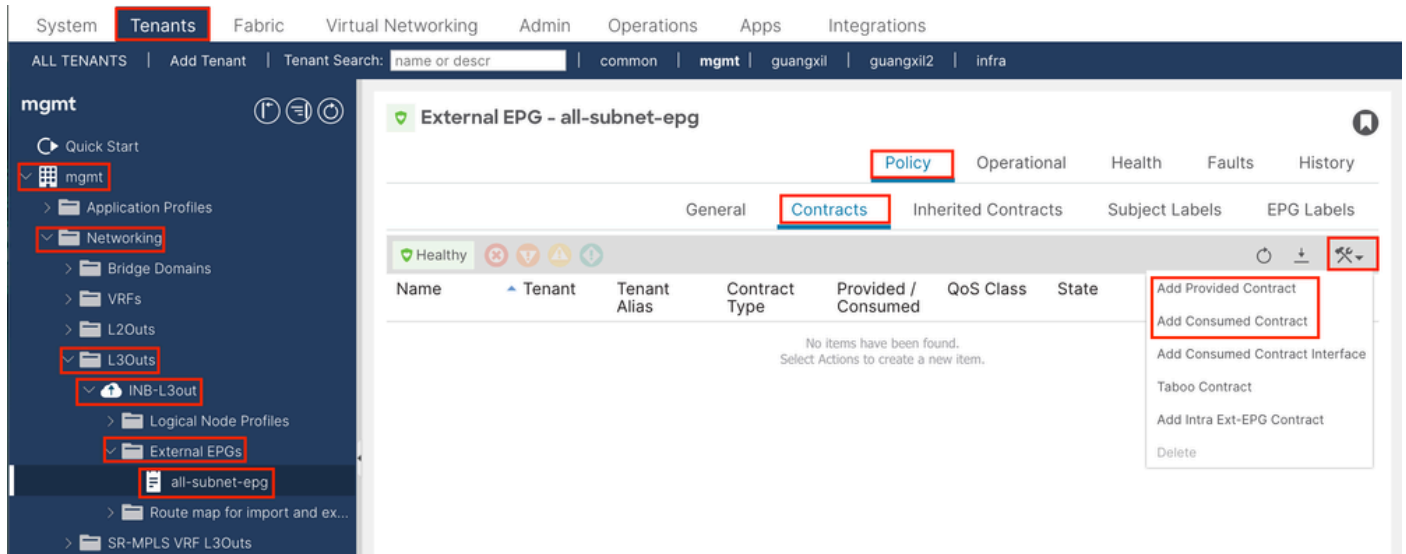 System Tenants Fabric Virtual Networking Admin Operations Apps Integrations
ALL TENANTS | Add Tenant | Tenant Search: name or descr | common | mgmt | guangxil | guangxil2 | infra
mgmt
Quick Start
mgmt
Application Profiles
Networking
Bridge Domains
VRFs
L2Outs
L3Outs
INB-L3out
Logical Node Profiles
External EPGs
all-subnet-epg
Route map for import and ex...
SR-MPLS VRF L3Outs
External EPG - all-subnet-epg
Policy Operational Health Faults History
General Contracts Inherited Contracts Subject Labels EPG Labels
Healthy
Name Tenant Tenant Alias Contract Type Provided / Consumed QoS Class State
No items have been found.
Select Actions to create a new item.
Add Provided Contract
Add Consumed Contract
Add Consumed Contract Interface
Taboo Contract
Add Intra Ext-EPG Contract
Delete